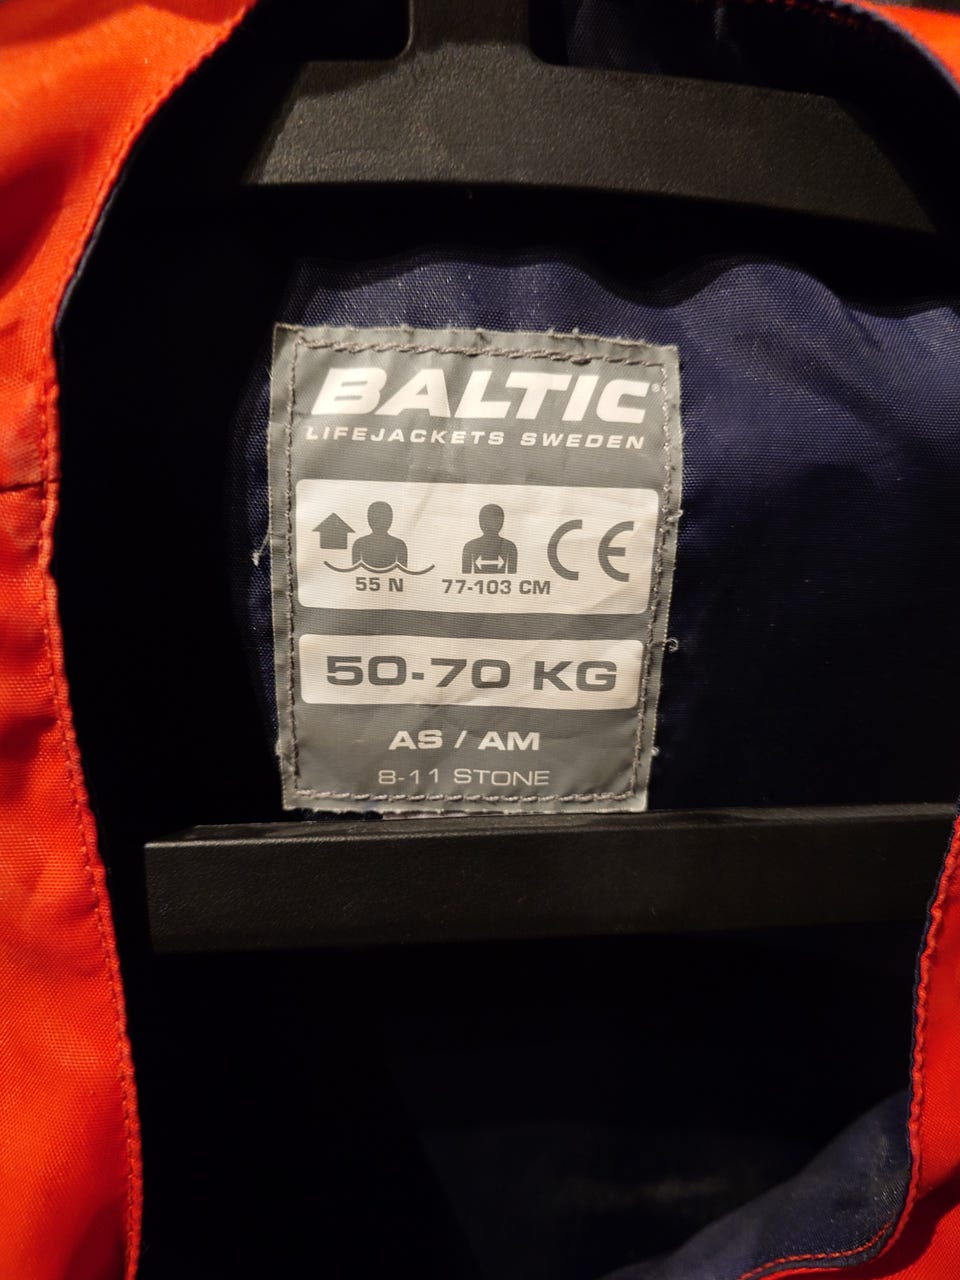 BALTIC®
LIFEJACKETS SWEDEN
55 N 77-103 CM CE
50-70 KG
AS / AM
8-11 STONE